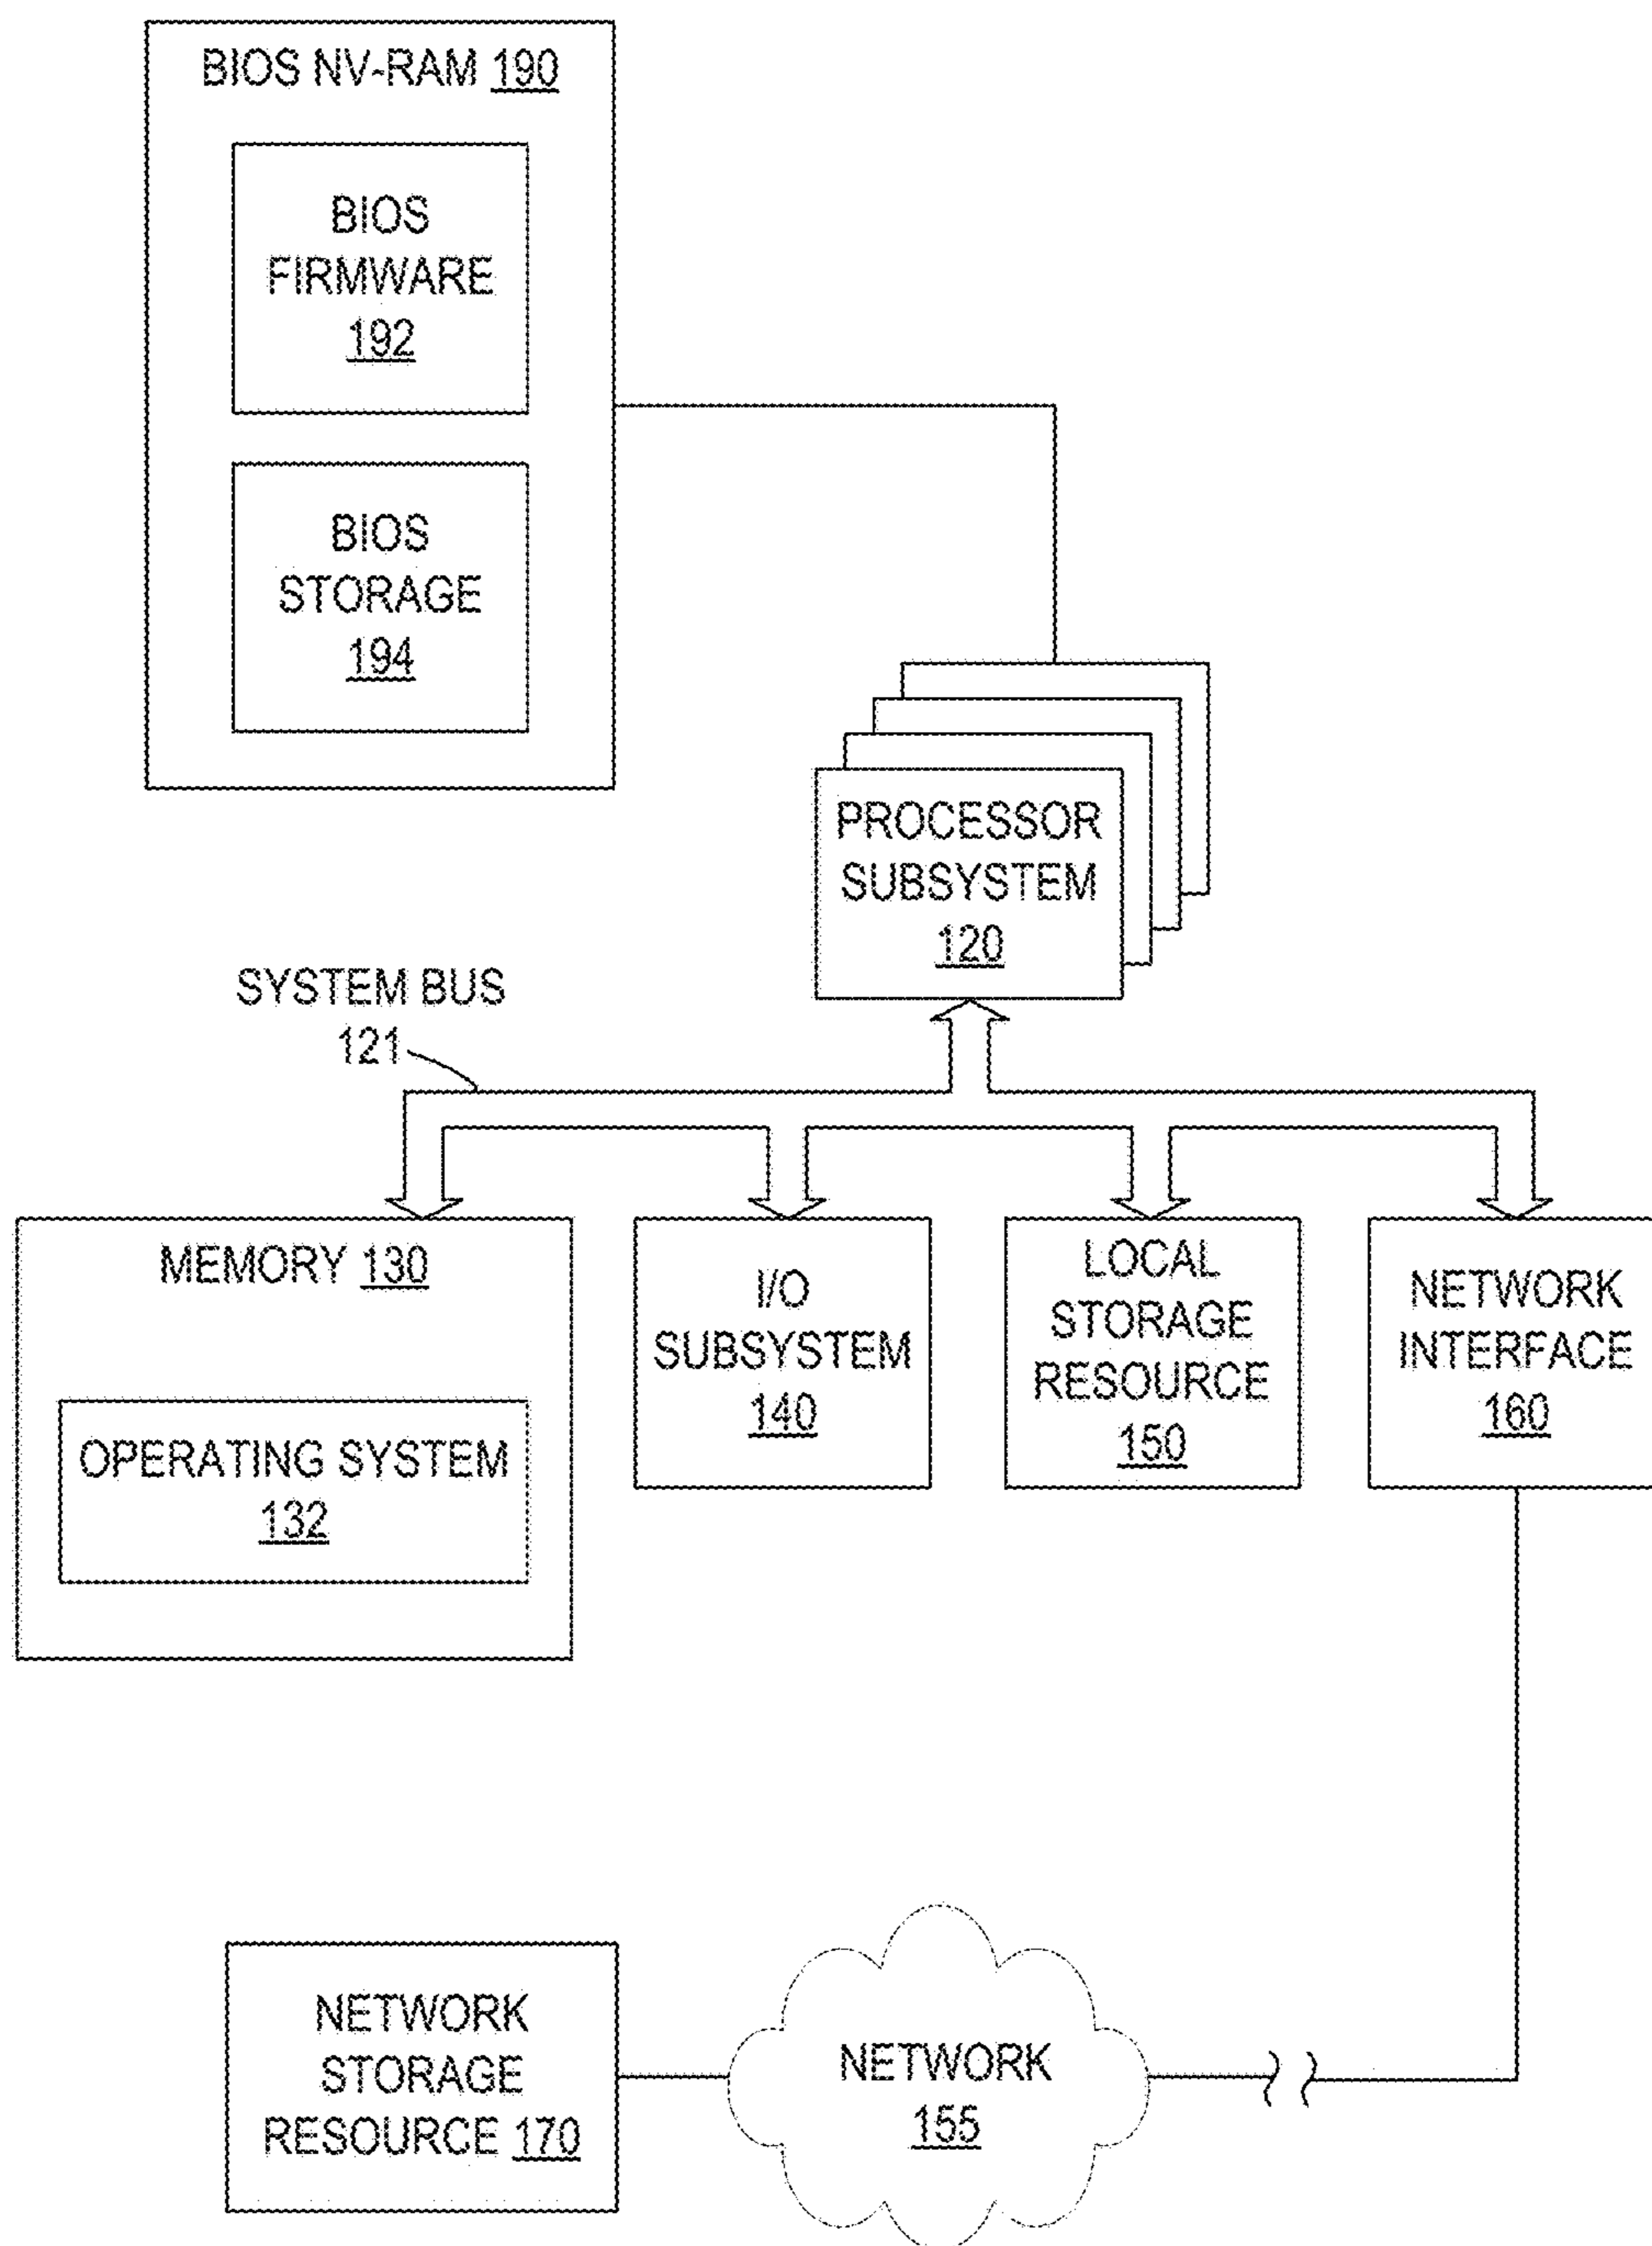 BIOS NV-RAM 190
BIOS
FIRMWARE
192
BIOS
STORAGE
194
PROCESSOR
SUBSYSTEM
120
SYSTEM BUS
121
MEMORY 130
OPERATING SYSTEM
132
I/O
SUBSYSTEM
140
LOCAL
STORAGE
RESOURCE
150
NETWORK
INTERFACE
160
NETWORK
STORAGE
RESOURCE 170
NETWORK
155